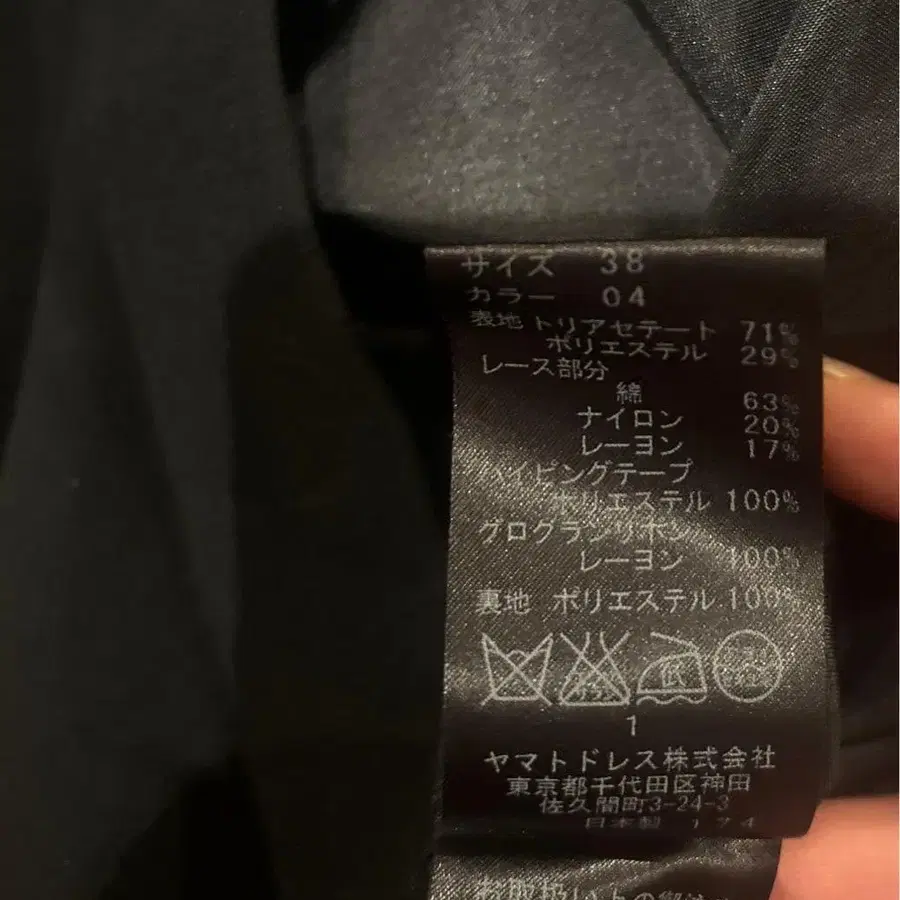 サイズ 38
カラー 04
表地 トリアセテート 71%
ポリエステル 29%
レース部分
綿 63%
ナイロン 20%
レーヨン 17%
パイピングテープ
ポリエステル 100%
グログランリボン
レーヨン 100%
裏地 ポリエステル 100%
低
1
ヤマトドレス株式会社
東京都千代田区神田
佐久間町3-24-3
日本製 174